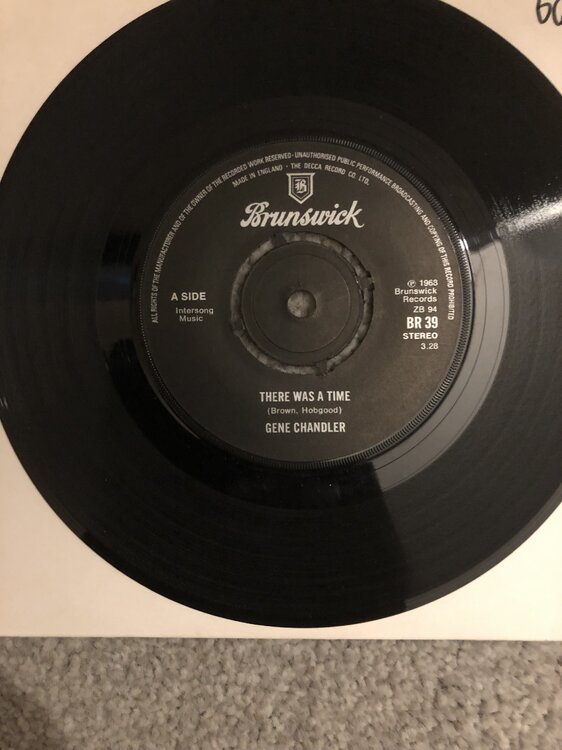 60
ALL RIGHTS OF THE MANUFACTURER AND OF THE OWNER OF THE RECORDED WORK RESERVED · UNAUTHORISED PUBLIC PERFORMANCE BROADCASTING AND COPYING OF THIS RECORD PROHIBITED
MADE IN ENGLAND · THE DECCA RECORD CO. LTD.
B
Brunswick
A SIDE
Intersong
Music
℗ 1968
Brunswick
Records
ZB 94
BR 39
STEREO
3.28
THERE WAS A TIME
(Brown, Hobgood)
GENE CHANDLER